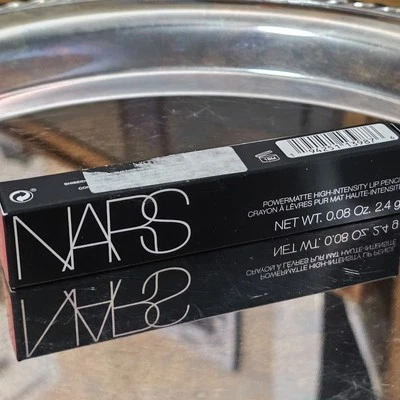 NARS
POWERMATTE HIGH-INTENSITY LIP PENCIL
CRAYON À LÈVRES PUR MAT HAUTE-INTENSITÉ
NET WT. 0.08 OZ. 2.4 g
18M